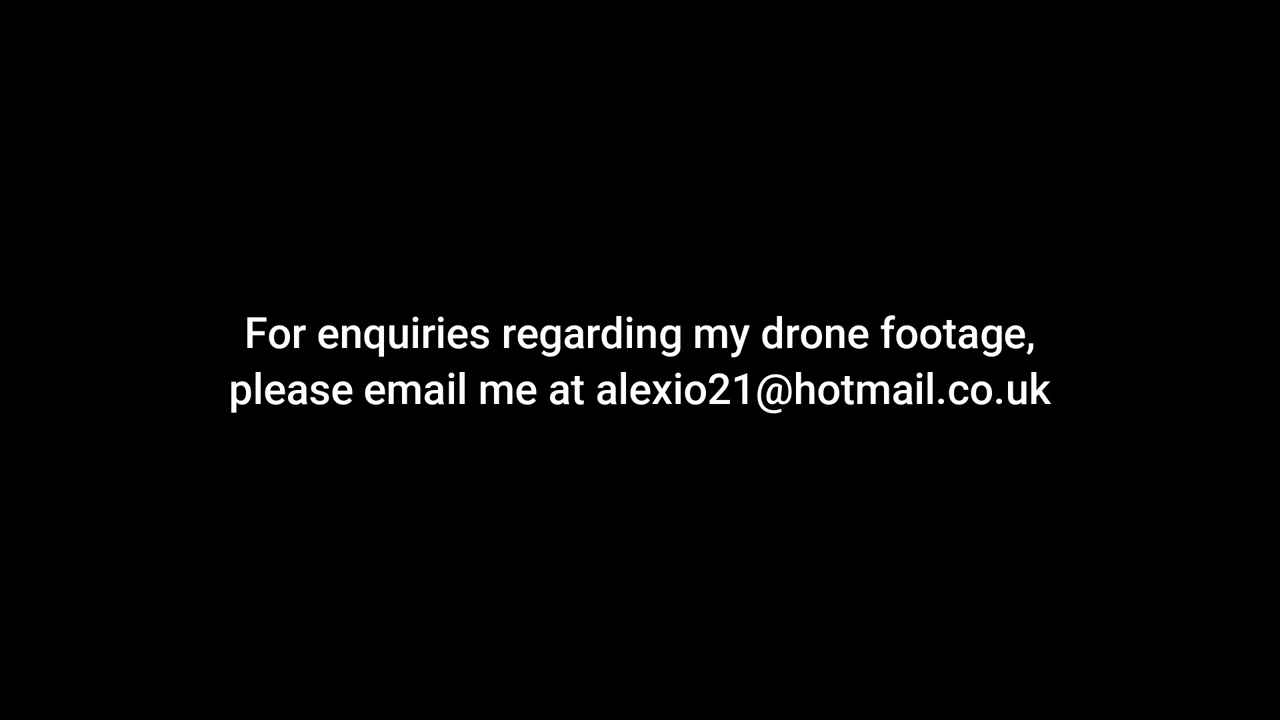 For enquiries regarding my drone footage,
please email me at alexio21@hotmail.co.uk